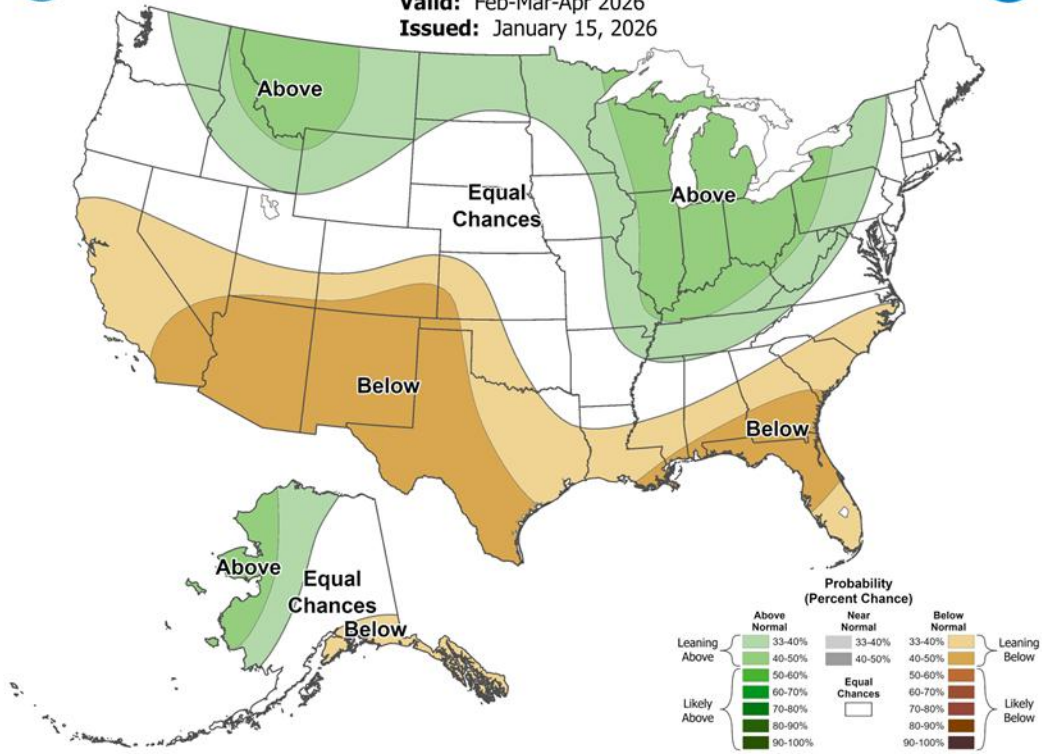 Valid: Feb-Mar-Apr 2026
Issued: January 15, 2026
Above
Equal
Chances
Above
Below
Below
Above
Equal
Chances
Below
Probability
(Percent Chance)
Above
Normal
Near
Normal
Below
Normal
Leaning
Above
33-40%
40-50%
50-60%
60-70%
70-80%
80-90%
90-100%
Likely
Above
33-40%
40-50%
Equal
Chances
33-40%
40-50%
50-60%
60-70%
70-80%
80-90%
90-100%
Leaning
Below
Likely
Below